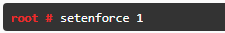 root # setenforce 1